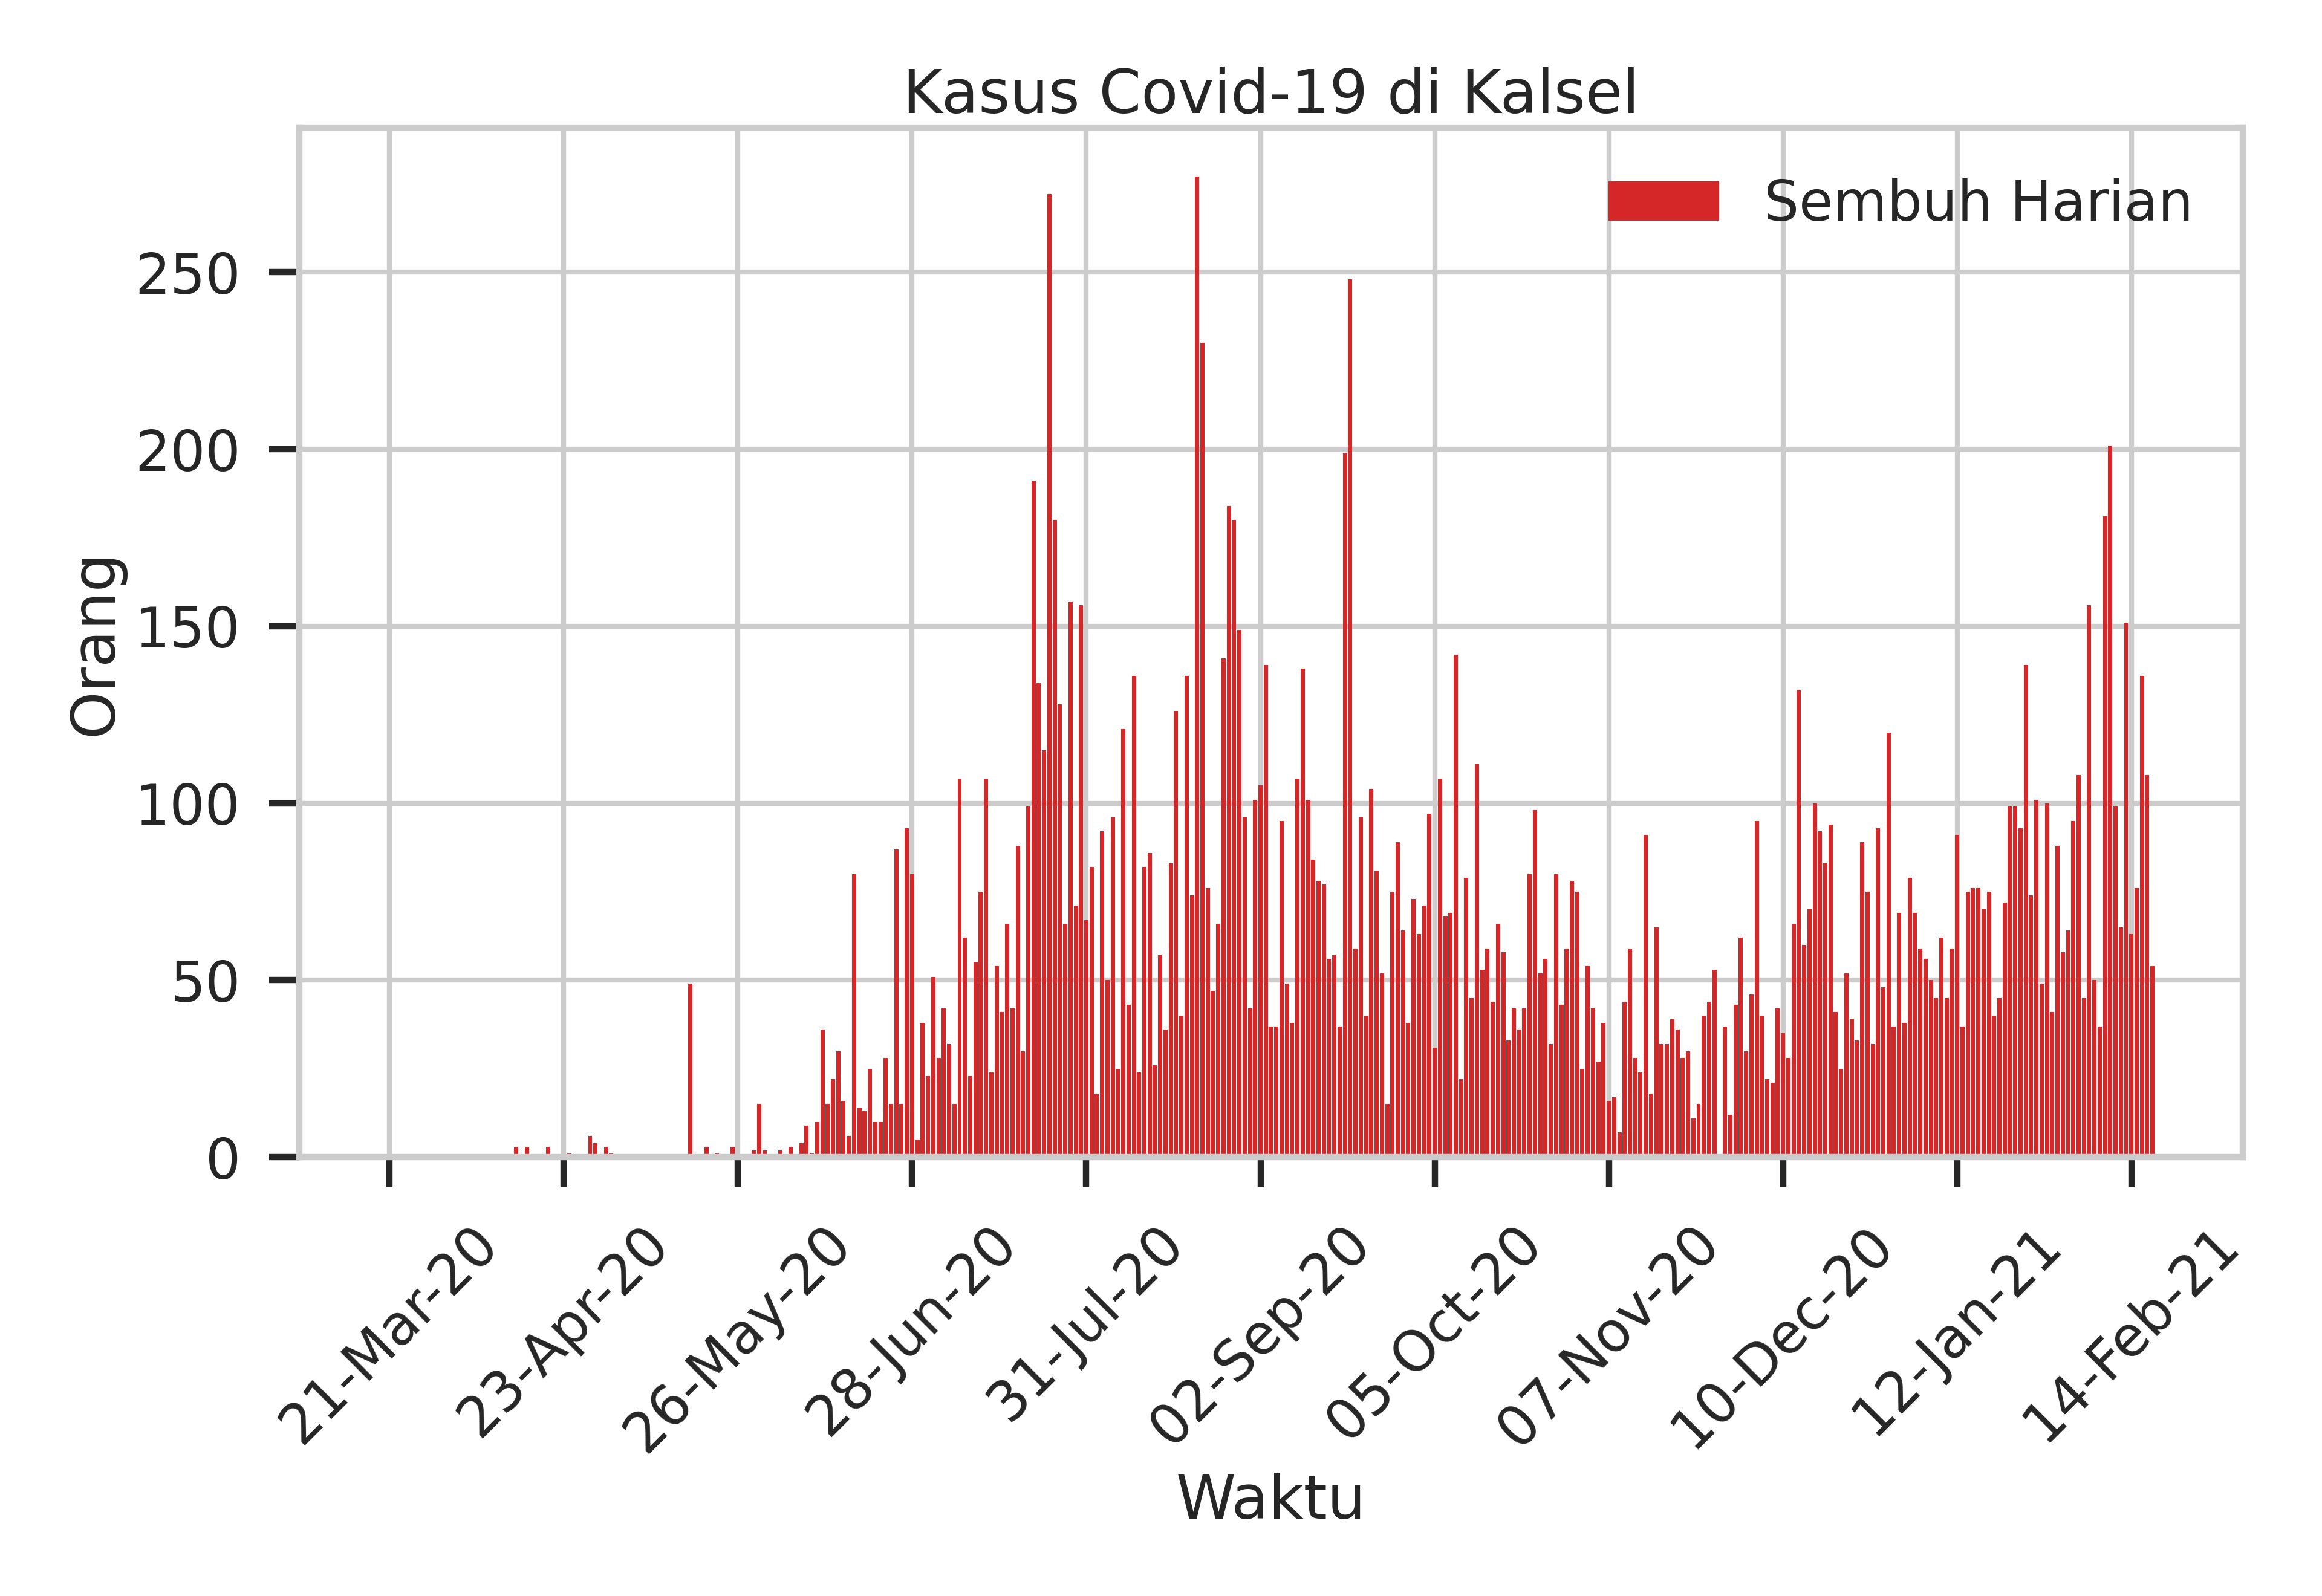 Kasus Covid-19 di Kalsel
Sembuh Harian
Orang
250
200
150
100
50
0
21-Mar-20
23-Apr-20
26-May-20
28-Jun-20
31-Jul-20
02-Sep-20
05-Oct-20
07-Nov-20
10-Dec-20
12-Jan-21
14-Feb-21
Waktu